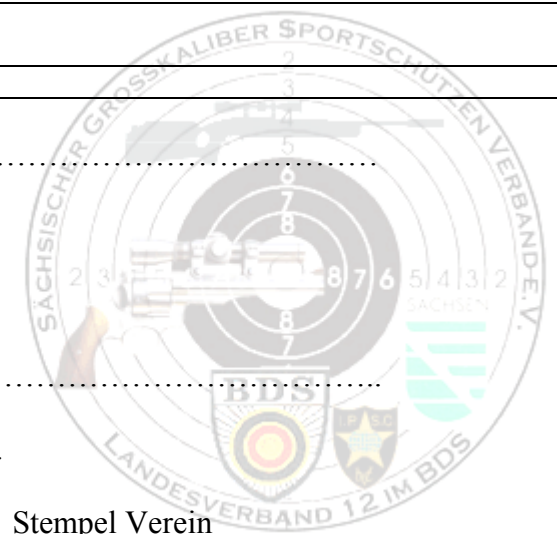 SÄCHSISCHER GROSSKALIBER SPORTSCHÜTZEN VERBAND E.V.
2
3
4
5
6
7
8
………………………………………
2 3 8 7 6 5 4 3 2
SACHSEN
8
7
………………………………………..
BDS
I.P.S.C
LANDESVERBAND 12 IM BDS
Stempel Verein